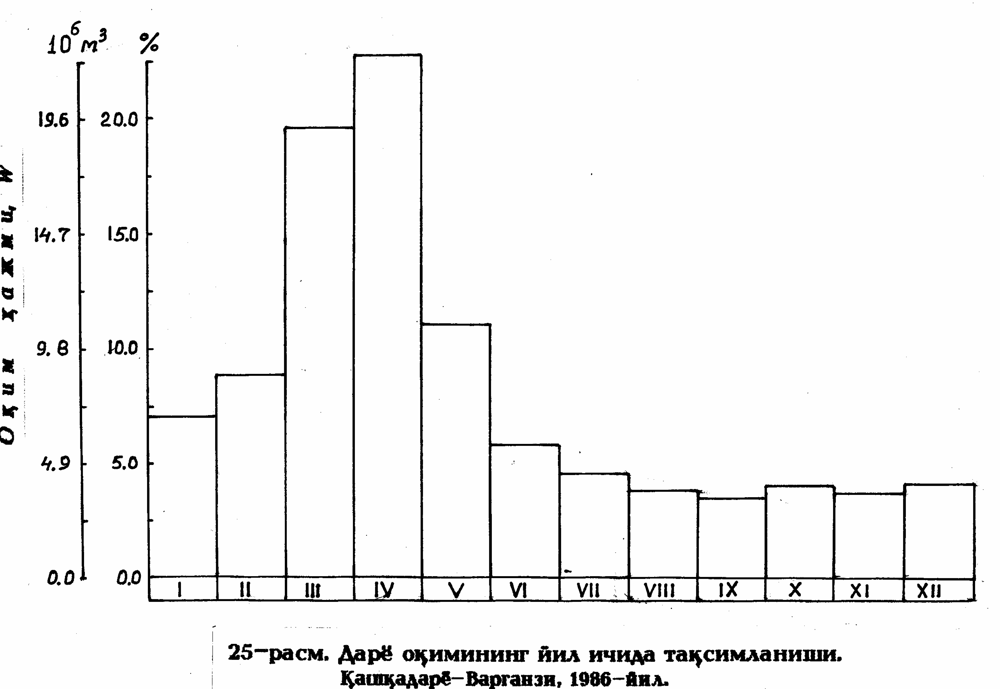 10⁶ м³ %
19.6 20.0
14.7 15.0
9.8 10.0
4.9 5.0
0.0 0.0
Оқим ҳажми, W
I II III IV V VI VII VIII IX X XI XII
25-расм. Дарё оқимининг йил ичида тақсимланиши.
Қашқадарё-Варганзи, 1986-йил.